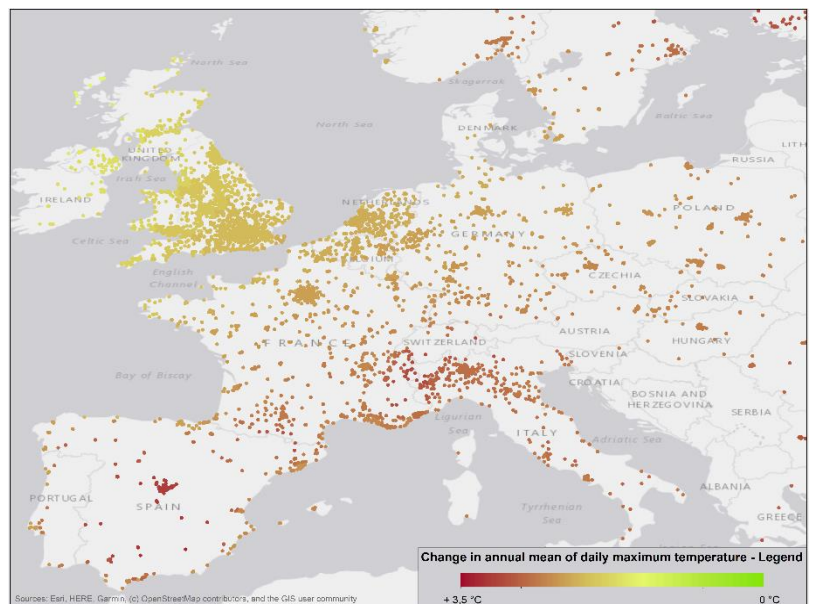 North Sea
Skagerrak
North Sea
Baltic Sea
DENMARK
UNITED
KINGDOM
LITH
RUSSIA
Irish Sea
IRELAND
NETHERLANDS
POLAND
GERMANY
Celtic Sea
BELGIUM
English
Channel
CZECHIA
SLOVAKIA
AUSTRIA
FRANCE
SWITZERLAND
HUNGARY
SLOVENIA
Bay of Biscay
CROATIA
BOSNIA AND
HERZEGOVINA
SERBIA
Ligurian
Sea
ITALY
Adriatic Sea
ALBANIA
PORTUGAL
SPAIN
Tyrrhenian
Sea
GREECE
Change in annual mean of daily maximum temperature - Legend
+ 3,5 °C
0 °C
Sources: Esri, HERE, Garmin, (c) OpenStreetMap contributors, and the GIS user community